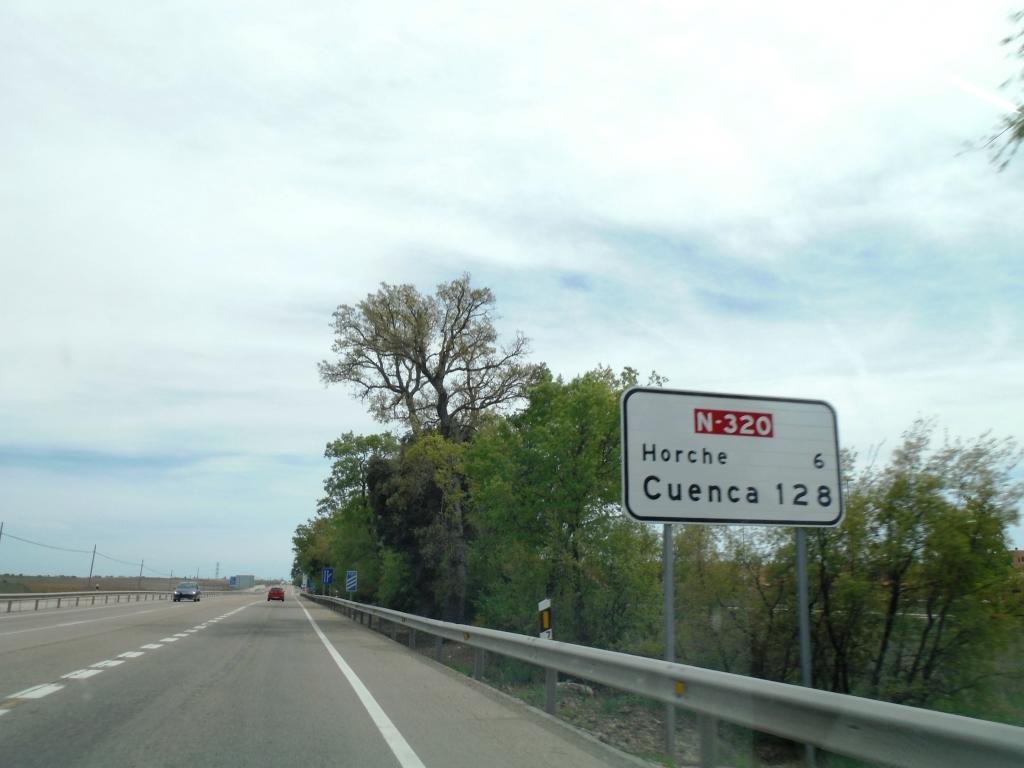 N-320
Horche 6
Cuenca 128